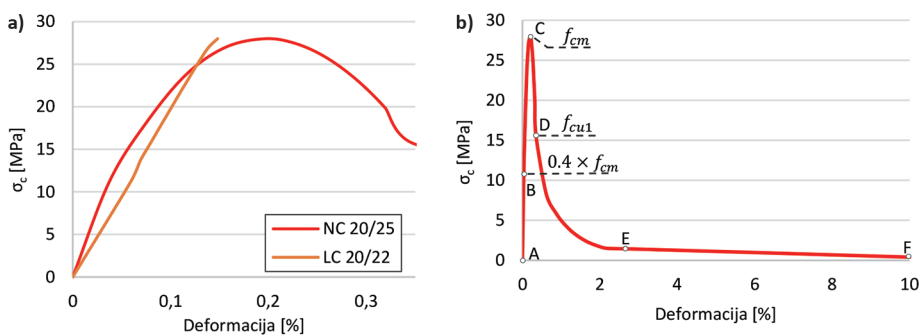 a)
σc [MPa]
30
25
20
15
10
5
0
0
0,1
0,2
0,3
Deformacija [%]
NC 20/25
LC 20/22
b)
σc [MPa]
30
25
20
15
10
5
0
0
2
4
6
8
10
Deformacija [%]
C
fcm
D
fcu1
0.4 × fcm
B
A
E
F